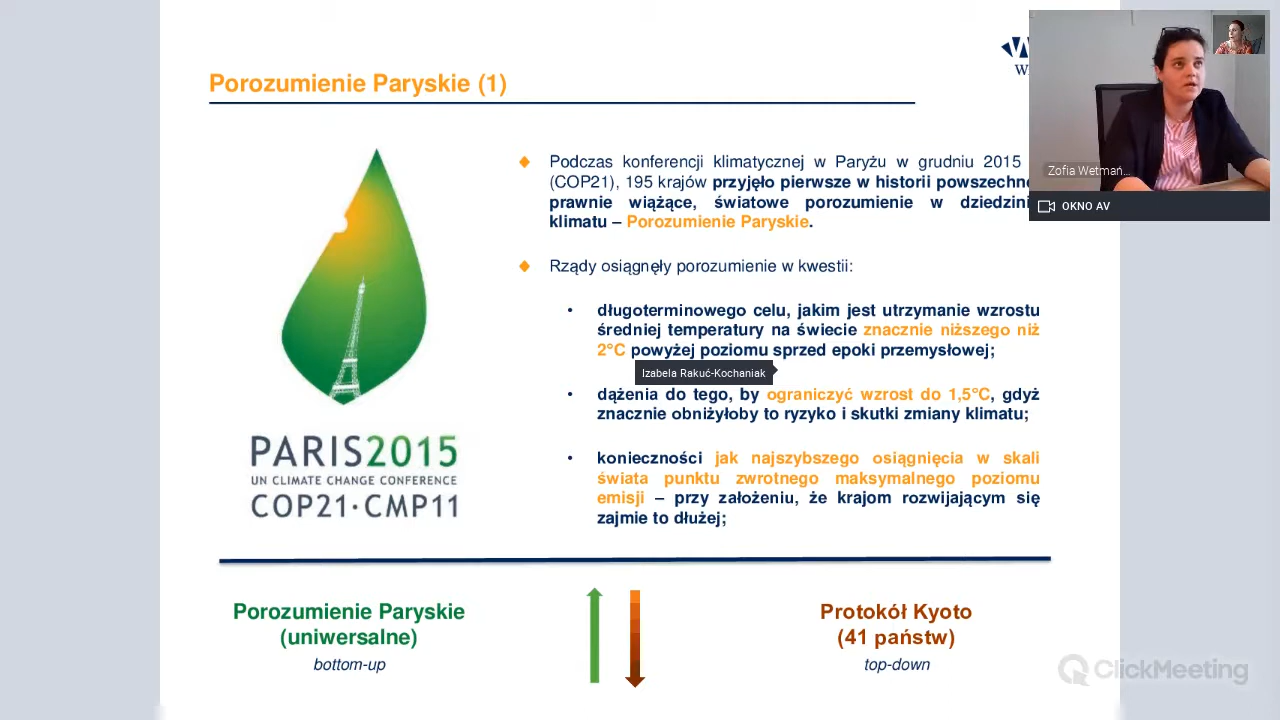 Porozumienie Paryskie (1)
PARIS2015
UN CLIMATE CHANGE CONFERENCE
COP21·CMP11
Podczas konferencji klimatycznej w Paryżu w grudniu 2015
(COP21), 195 krajów przyjęło pierwsze w historii
prawnie wiążące, światowe porozumienie w
klimatu – Porozumienie Paryskie.
Rządy osiągnęły porozumienie w kwestii:
• długoterminowego celu, jakim jest utrzymanie wzrostu
średniej temperatury na świecie znacznie niższego niż
2°C powyżej poziomu sprzed epoki przemysłowej;
Izabela Rakuć-Kochaniak
• dążenia do tego, by ograniczyć wzrost do 1,5°C, gdyż
znacznie obniżyłoby to ryzyko i skutki zmiany klimatu;
• konieczności jak najszybszego osiągnięcia w skali
świata punktu zwrotnego maksymalnego poziomu
emisji – przy założeniu, że krajom rozwijającym się
zajmie to dłużej;
Porozumienie Paryskie
(uniwersalne)
bottom-up
Protokół Kyoto
(41 państw)
top-down
Zofia Wetmań...
OKNO AV
ClickMeeting